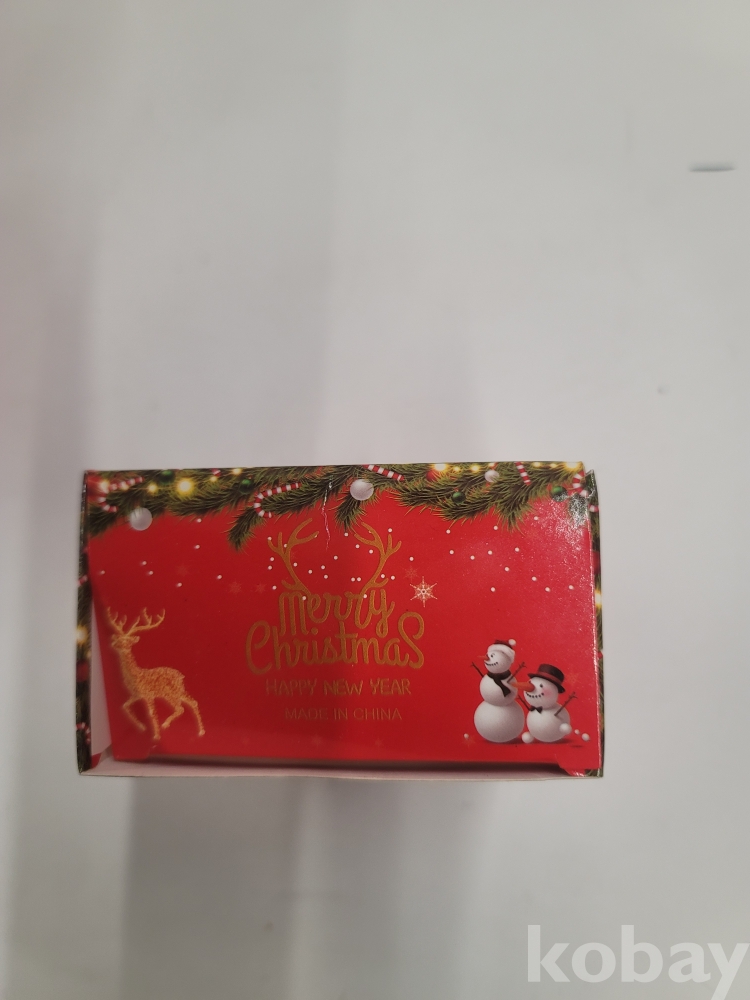 Merry
Christmas
HAPPY NEW YEAR
MADE IN CHINA
kobay